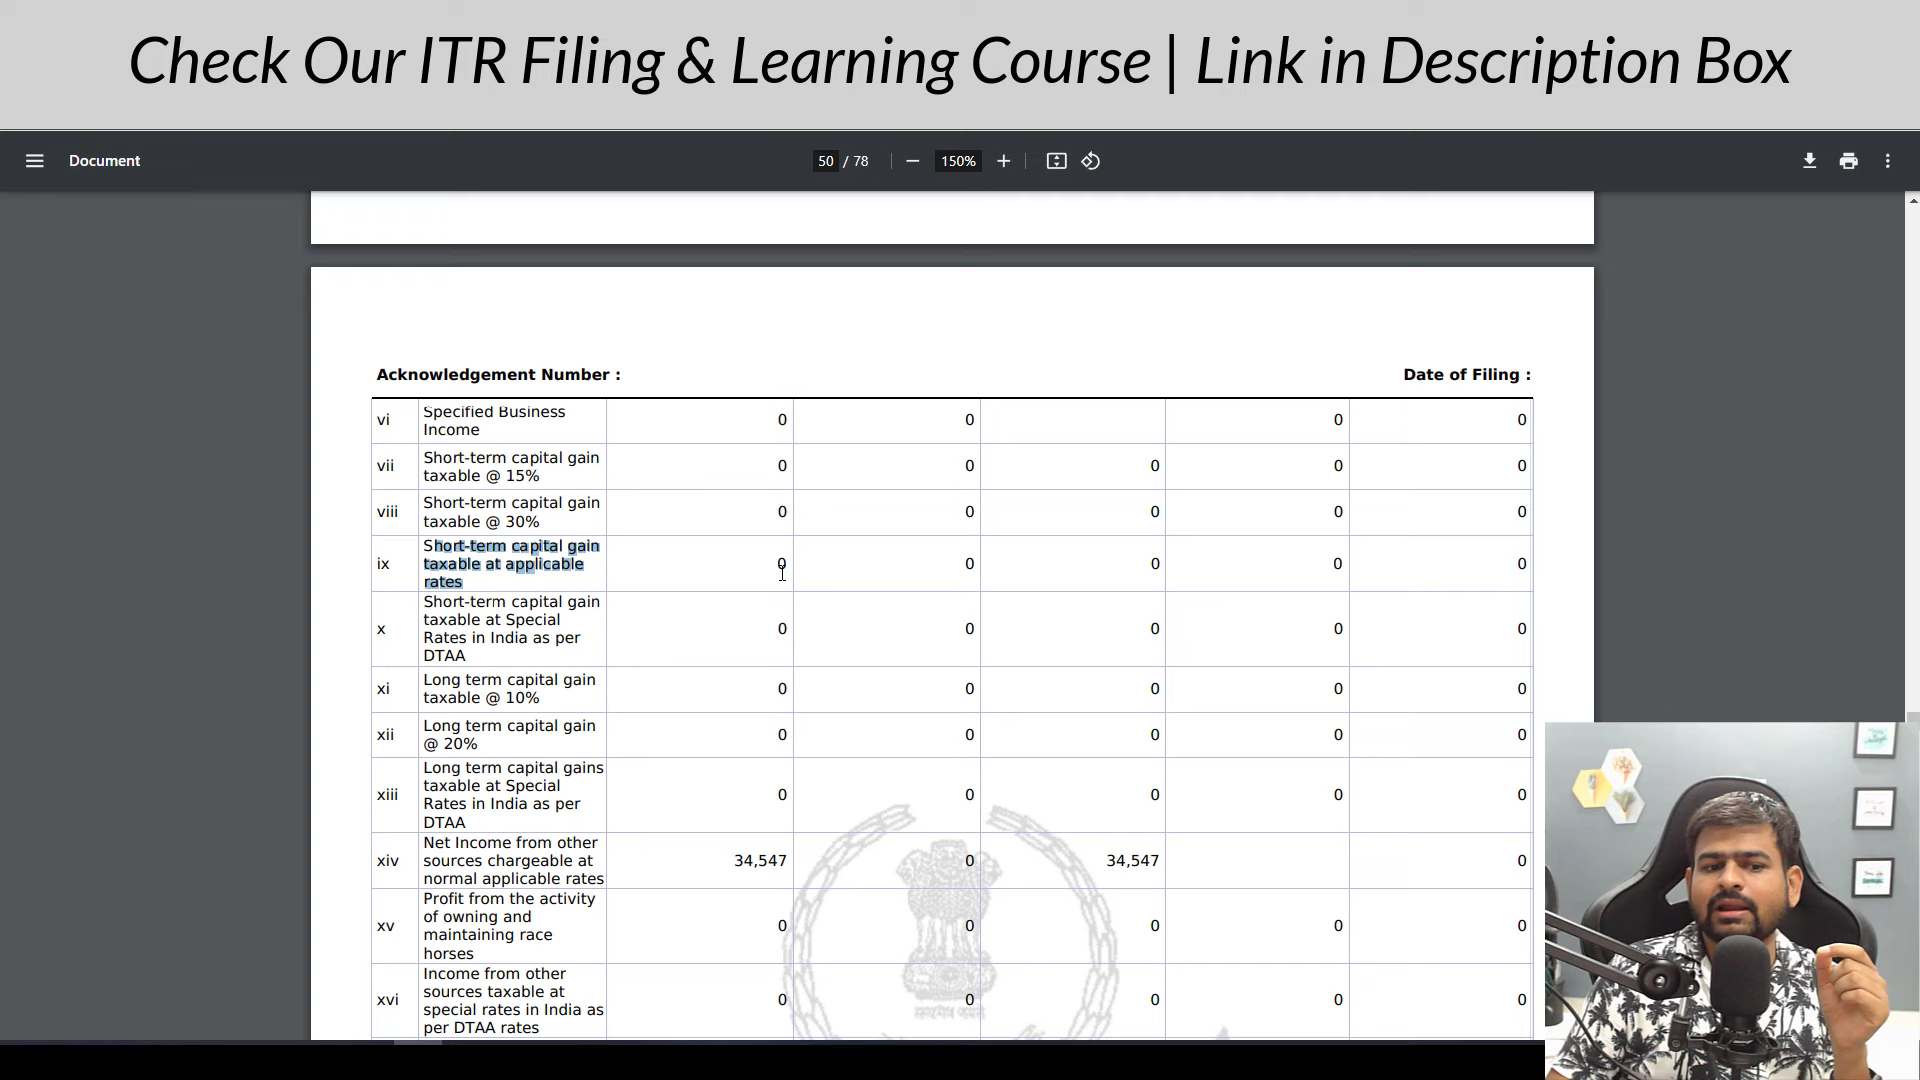 Check Our ITR Filing & Learning Course | Link in Description Box
Document
50 / 78
150%
Acknowledgement Number :
Date of Filing :
vi Specified Business Income 0 0 0 0
vii Short-term capital gain taxable @ 15% 0 0 0 0 0
viii Short-term capital gain taxable @ 30% 0 0 0 0 0
ix Short-term capital gain taxable at applicable rates 0 0 0 0 0
x Short-term capital gain taxable at Special Rates in India as per DTAA 0 0 0 0 0
xi Long term capital gain taxable @ 10% 0 0 0 0 0
xii Long term capital gain @ 20% 0 0 0 0 0
xiii Long term capital gains taxable at Special Rates in India as per DTAA 0 0 0 0 0
xiv Net Income from other sources chargeable at normal applicable rates 34,547 0 34,547 0
xv Profit from the activity of owning and maintaining race horses 0 0 0 0 0
xvi Income from other sources taxable at special rates in India as per DTAA rates 0 0 0 0 0
सत्यमेव जयते